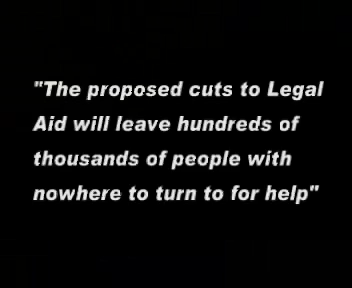 "The proposed cuts to Legal
Aid will leave hundreds of
thousands of people with
nowhere to turn to for help"